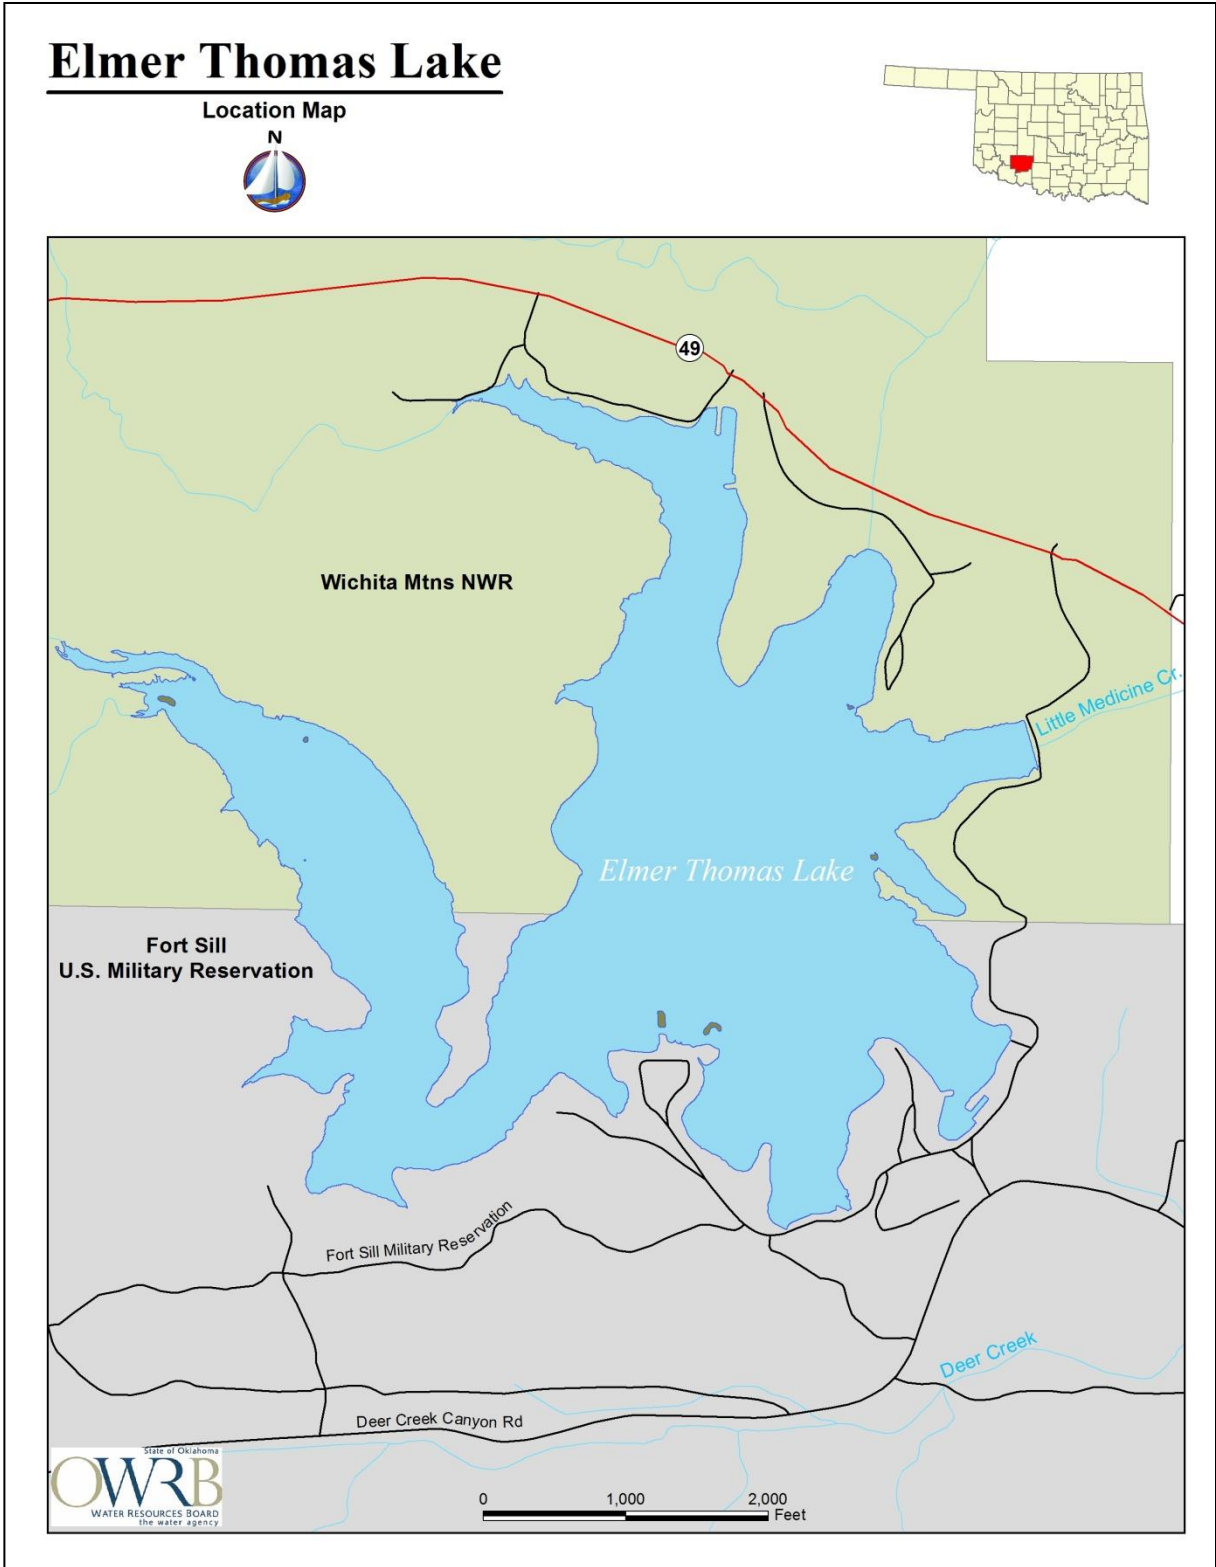 Elmer Thomas Lake
Location Map
N
49
Wichita Mtns NWR
Little Medicine Cr.
Elmer Thomas Lake
Fort Sill
U.S. Military Reservation
Fort Sill Military Reservation
Deer Creek
Deer Creek Canyon Rd
State of Oklahoma
OWRB
WATER RESOURCES BOARD
the water agency
0 1,000 2,000
Feet